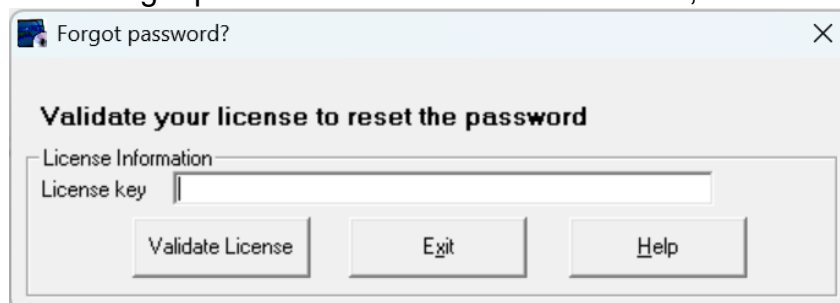 Forgot password?
Validate your license to reset the password
License Information
License key
Validate License Exit Help